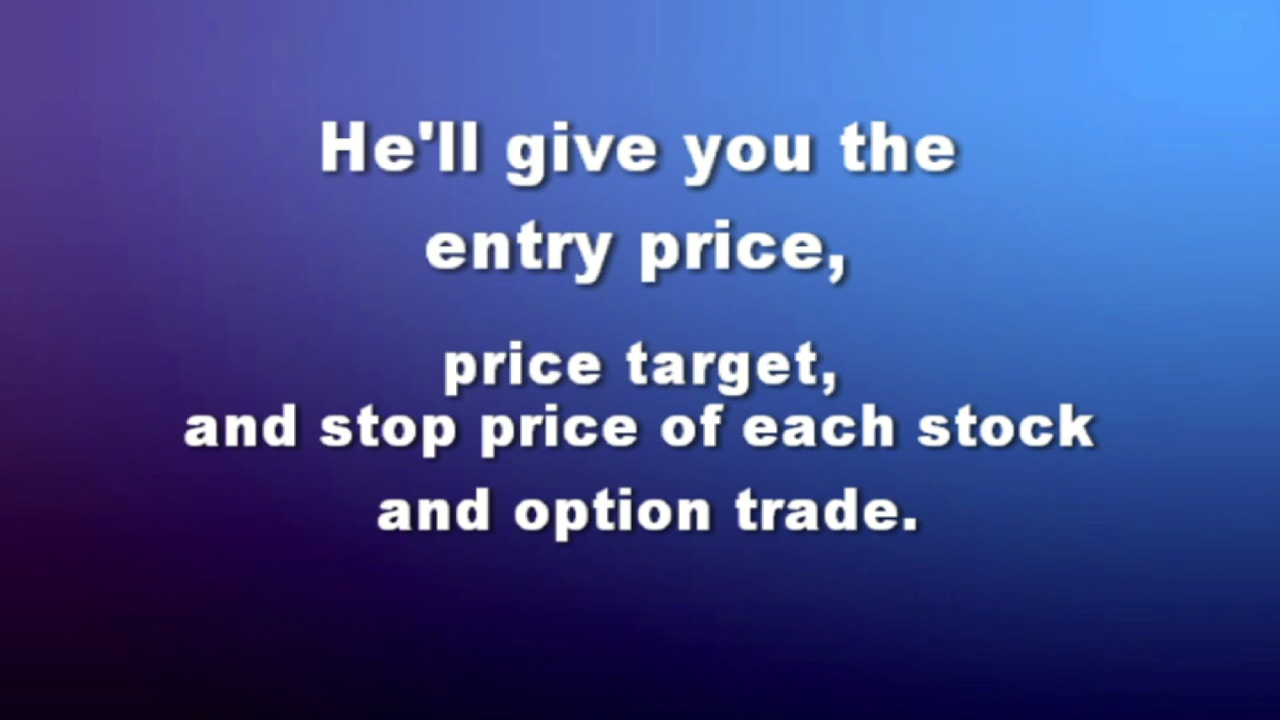 He'll give you the
entry price,
price target,
and stop price of each stock
and option trade.